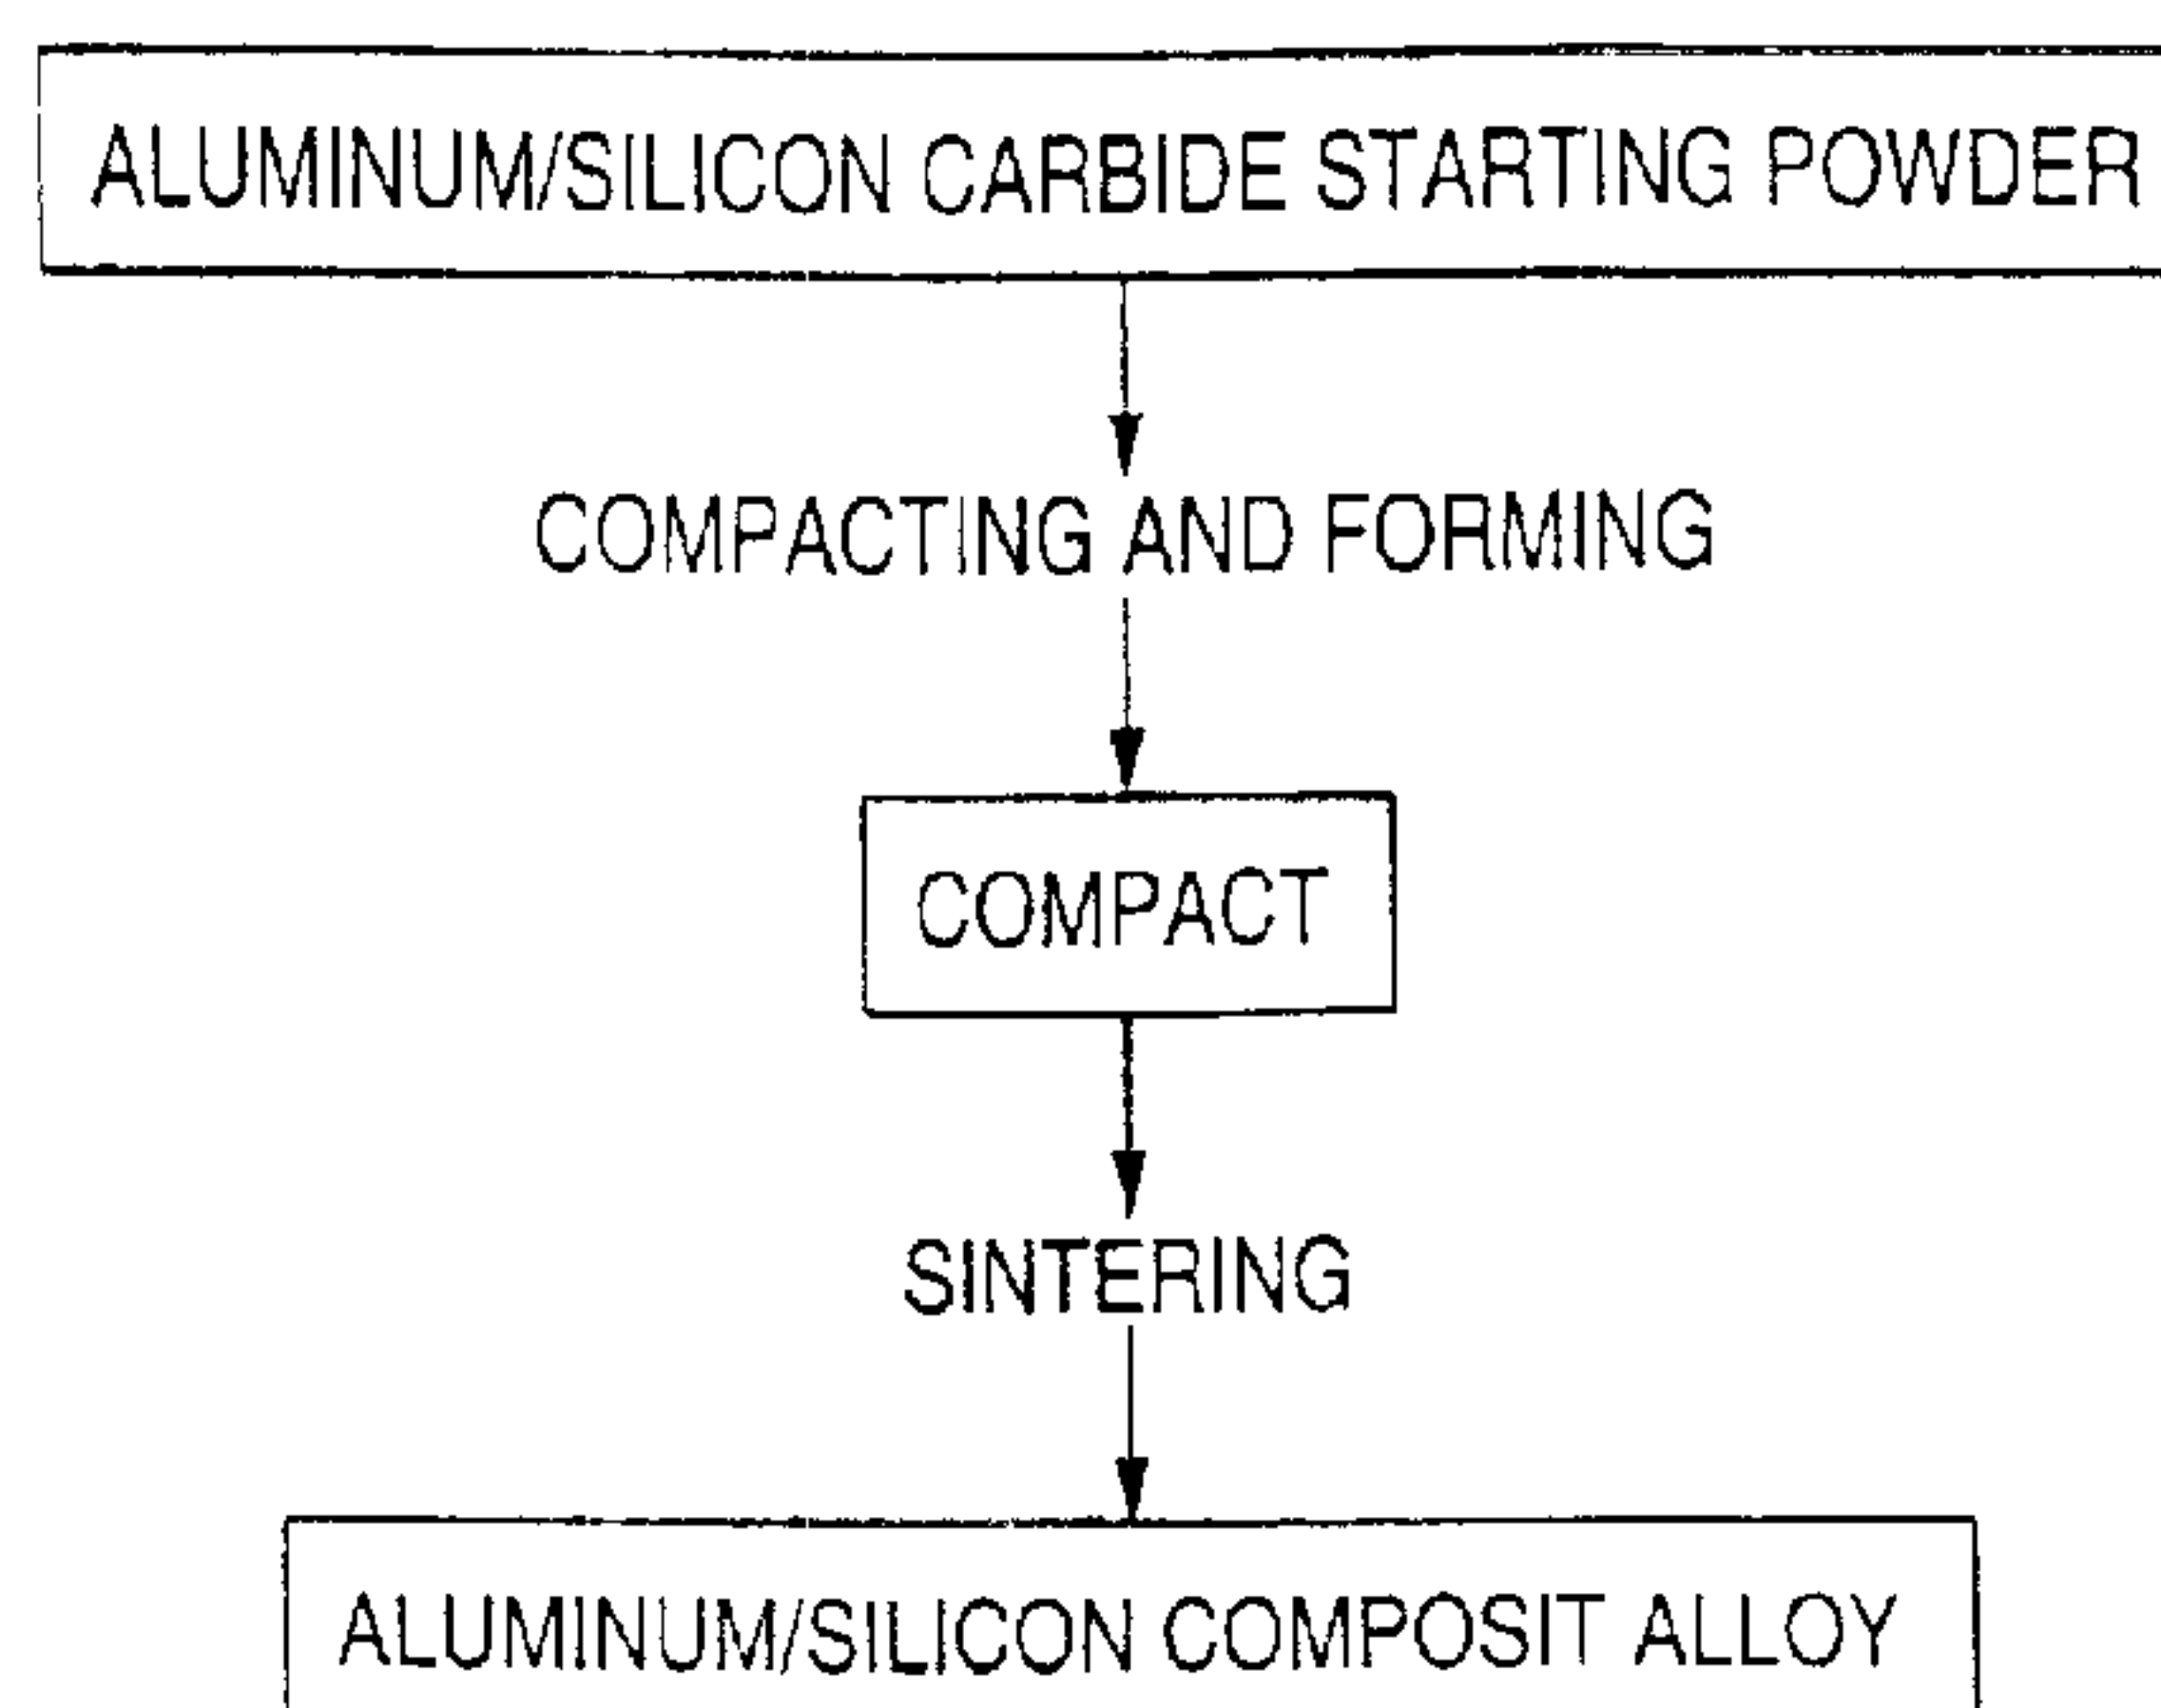 ALUMINUM/SILICON CARBIDE STARTING POWDER
COMPACTING AND FORMING
COMPACT
SINTERING
ALUMINUM/SILICON COMPOSIT ALLOY